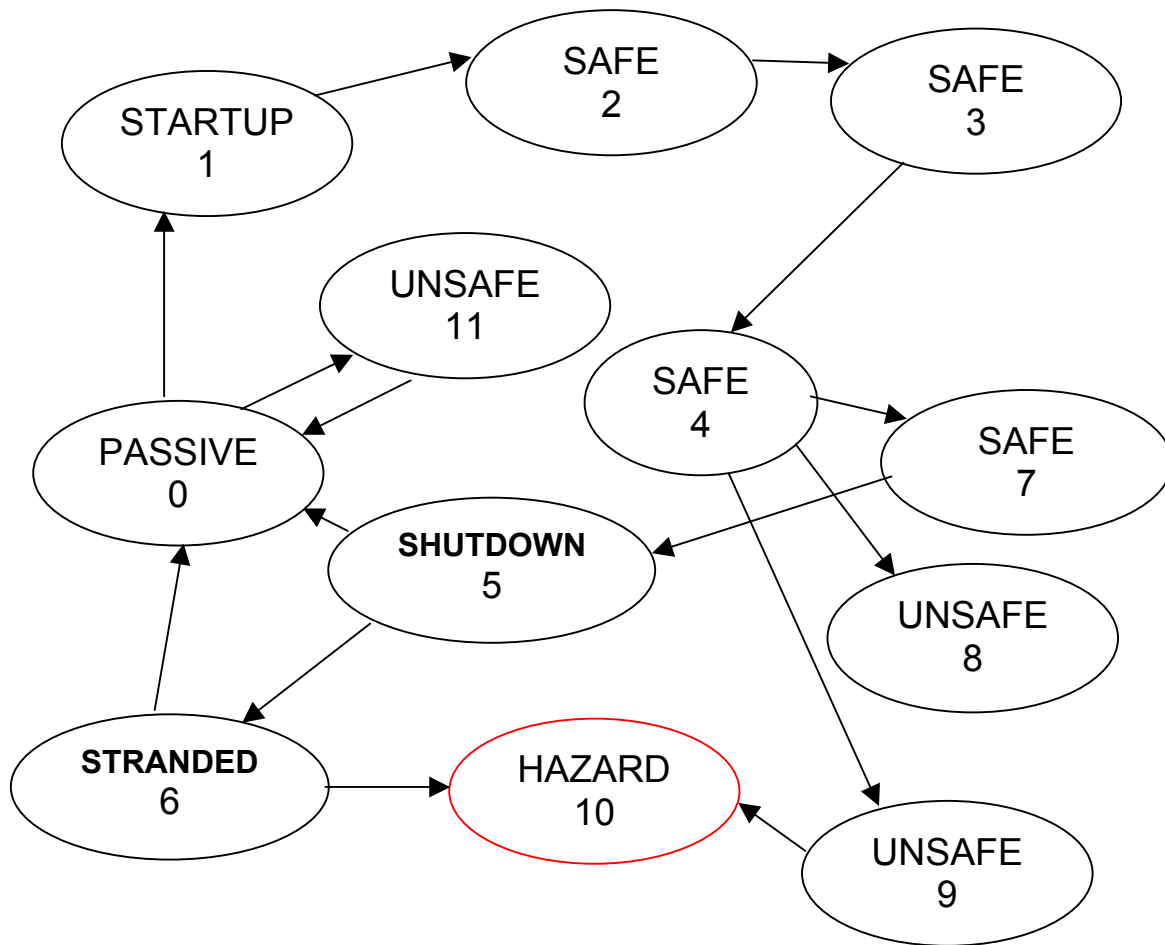 SAFE
2
SAFE
3
STARTUP
1
UNSAFE
11
SAFE
4
SAFE
7
PASSIVE
0
SHUTDOWN
5
UNSAFE
8
STRANDED
6
HAZARD
10
UNSAFE
9